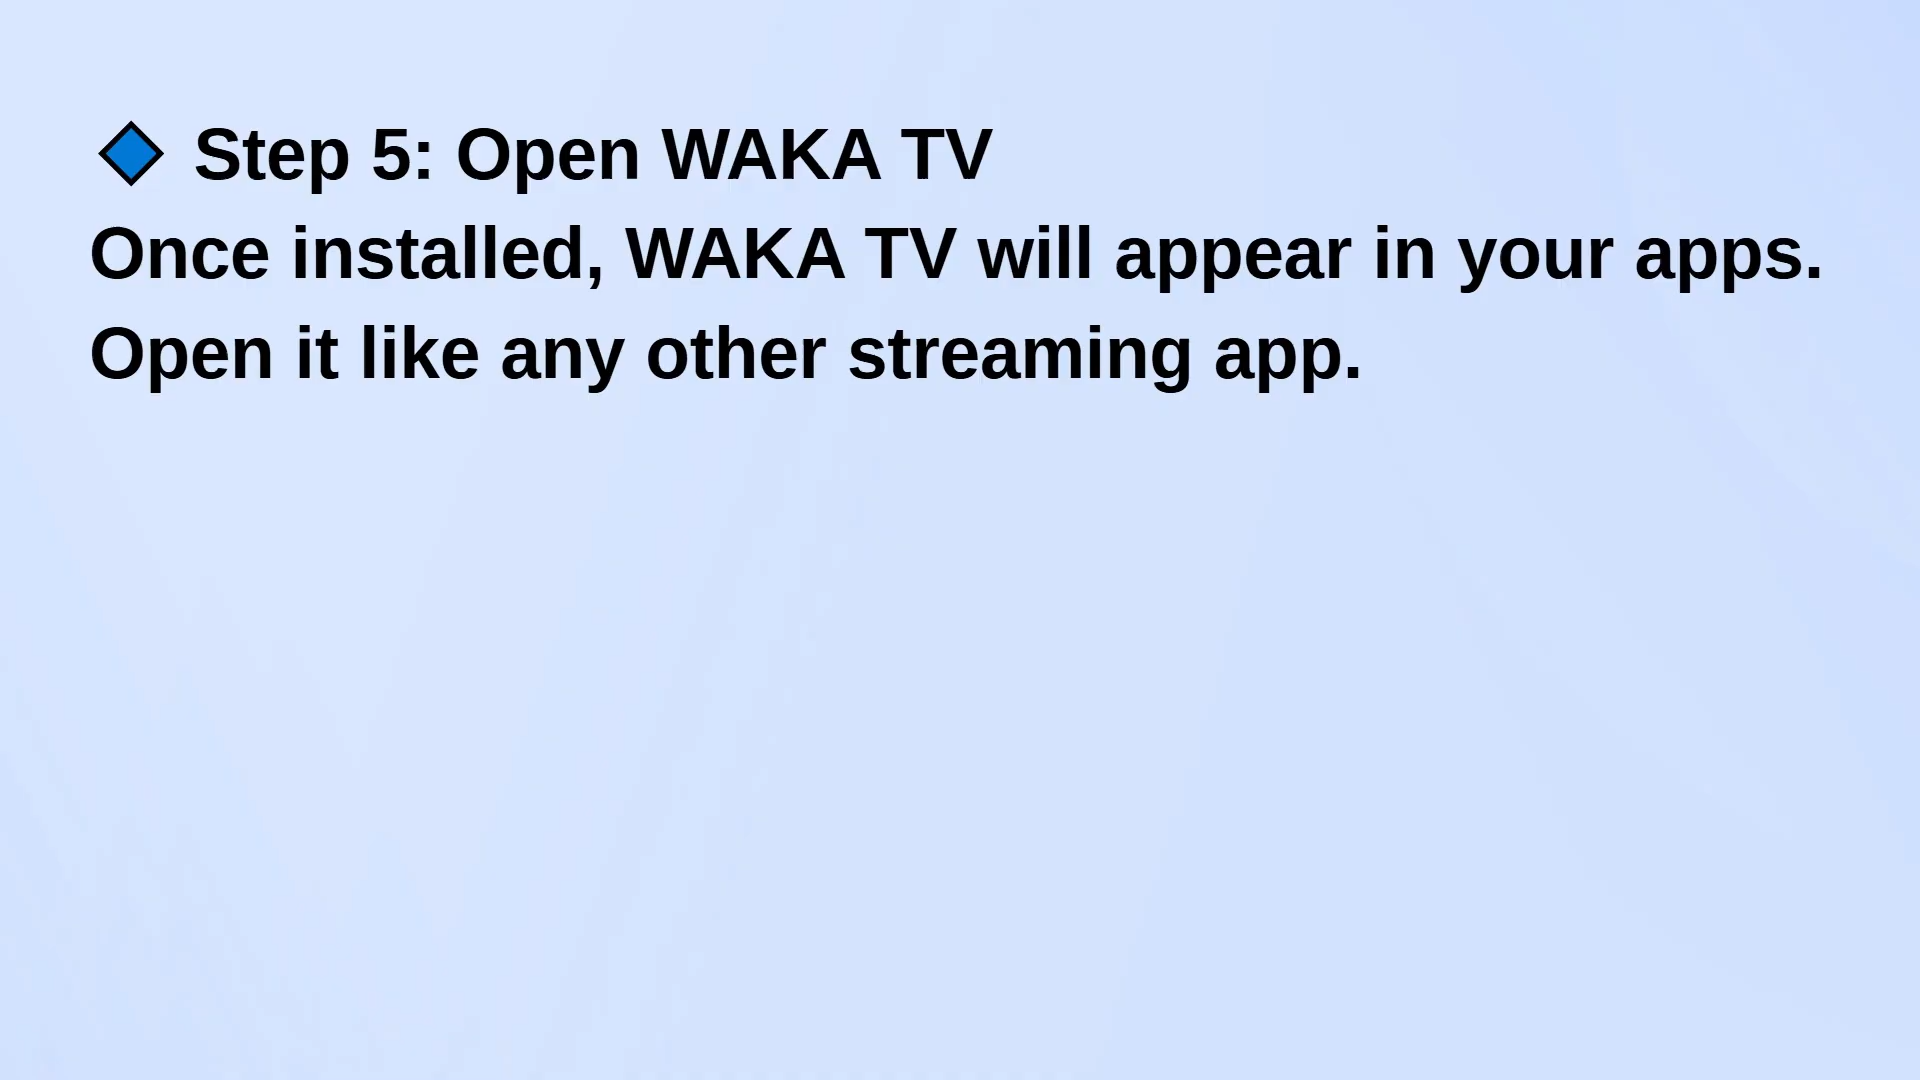 🔷 Step 5: Open WAKA TV
Once installed, WAKA TV will appear in your apps.
Open it like any other streaming app.